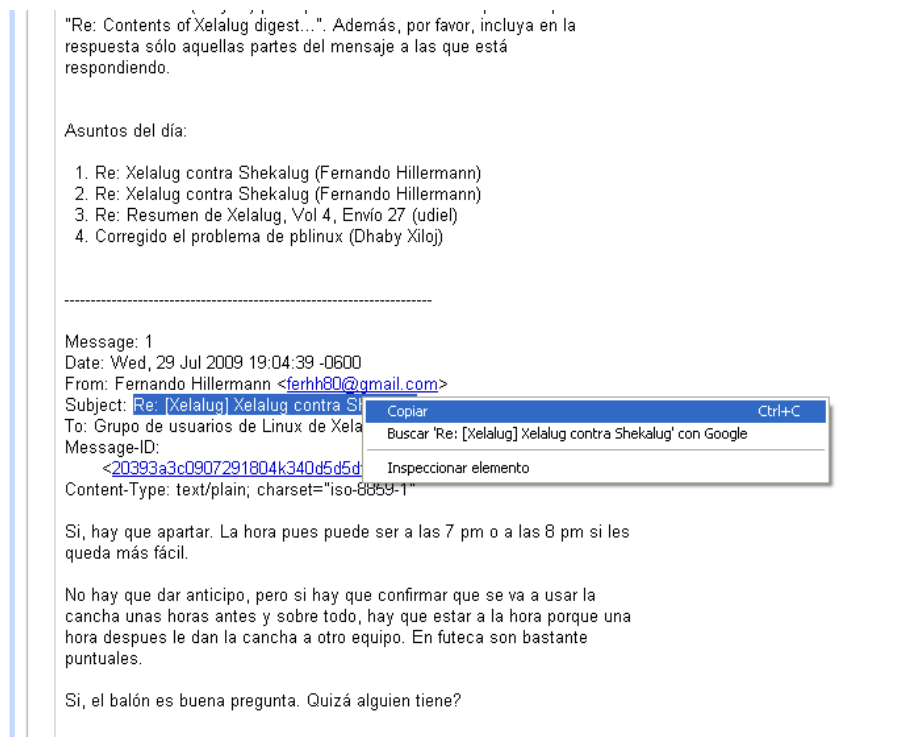 "Re: Contents of Xelalug digest...". Además, por favor, incluya en la
respuesta sólo aquellas partes del mensaje a las que está
respondiendo.
Asuntos del día:
1. Re: Xelalug contra Shekalug (Fernando Hillermann)
2. Re: Xelalug contra Shekalug (Fernando Hillermann)
3. Re: Resumen de Xelalug, Vol 4, Envío 27 (udiel)
4. Corregido el problema de pblinux (Dhaby Xiloj)
----------------------------------------------------------------------
Message: 1
Date: Wed, 29 Jul 2009 19:04:39 -0600
From: Fernando Hillermann <ferhh80@gmail.com>
Subject: Re: [Xelalug] Xelalug contra Sh
Copiar Ctrl+C
To: Grupo de usuarios de Linux de Xela
Buscar 'Re: [Xelalug] Xelalug contra Shekalug' con Google
Message-ID:
<20393a3c0907291804k340d5d5d
Inspeccionar elemento
Content-Type: text/plain; charset="iso-8859-1"
Si, hay que apartar. La hora pues puede ser a las 7 pm o a las 8 pm si les
queda más fácil.
No hay que dar anticipo, pero si hay que confirmar que se va a usar la
cancha unas horas antes y sobre todo, hay que estar a la hora porque una
hora despues le dan la cancha a otro equipo. En futeca son bastante
puntuales.
Si, el balón es buena pregunta. Quizá alguien tiene?